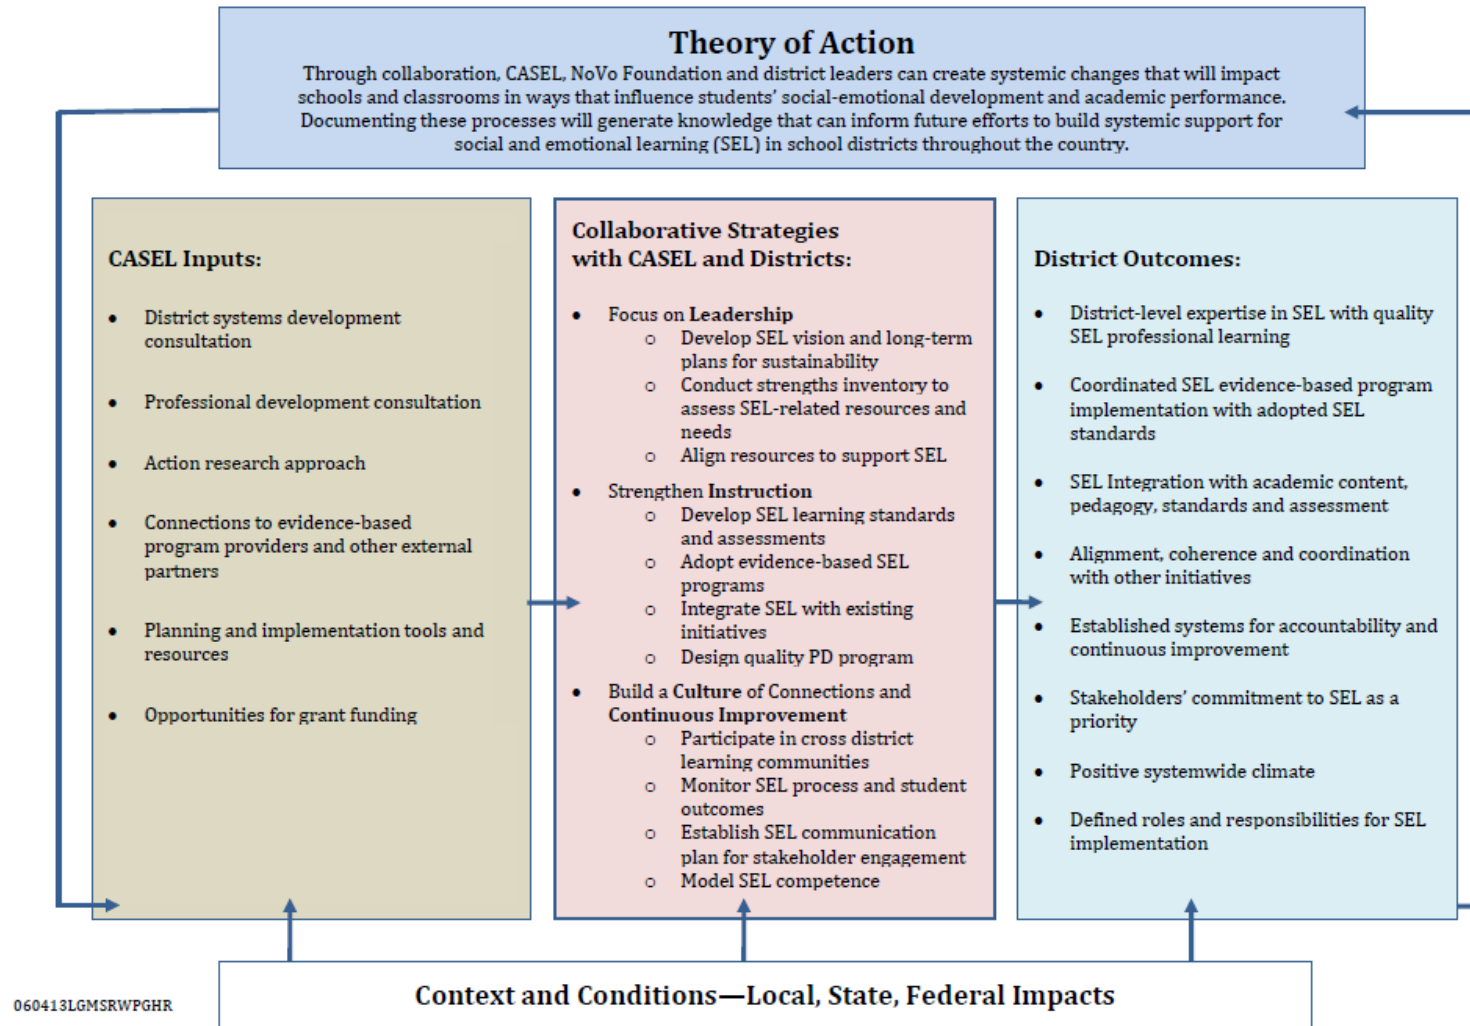 Theory of Action
Through collaboration, CASEL, NoVo Foundation and district leaders can create systemic changes that will impact
schools and classrooms in ways that influence students' social-emotional development and academic performance.
Documenting these processes will generate knowledge that can inform future efforts to build systemic support for
social and emotional learning (SEL) in school districts throughout the country.
CASEL Inputs:
• District systems development
consultation
• Professional development consultation
• Action research approach
• Connections to evidence-based
program providers and other external
partners
• Planning and implementation tools and
resources
• Opportunities for grant funding
Collaborative Strategies
with CASEL and Districts:
• Focus on Leadership
o Develop SEL vision and long-term
plans for sustainability
o Conduct strengths inventory to
assess SEL-related resources and
needs
o Align resources to support SEL
• Strengthen Instruction
o Develop SEL learning standards
and assessments
o Adopt evidence-based SEL
programs
o Integrate SEL with existing
initiatives
o Design quality PD program
• Build a Culture of Connections and
Continuous Improvement
o Participate in cross district
learning communities
o Monitor SEL process and student
outcomes
o Establish SEL communication
plan for stakeholder engagement
o Model SEL competence
District Outcomes:
• District-level expertise in SEL with quality
SEL professional learning
• Coordinated SEL evidence-based program
implementation with adopted SEL
standards
• SEL Integration with academic content,
pedagogy, standards and assessment
• Alignment, coherence and coordination
with other initiatives
• Established systems for accountability and
continuous improvement
• Stakeholders' commitment to SEL as a
priority
• Positive systemwide climate
• Defined roles and responsibilities for SEL
implementation
Context and Conditions—Local, State, Federal Impacts
060413LGMSRWPGHR